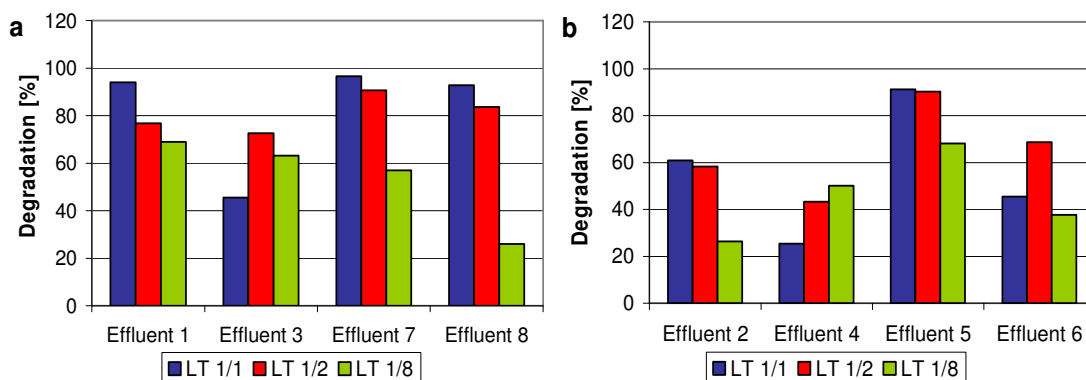 a
Degradation [%]
120
100
80
60
40
20
0
Effluent 1 Effluent 3 Effluent 7 Effluent 8
LT 1/1 LT 1/2 LT 1/8
b
Degradation [%]
120
100
80
60
40
20
0
Effluent 2 Effluent 4 Effluent 5 Effluent 6
LT 1/1 LT 1/2 LT 1/8